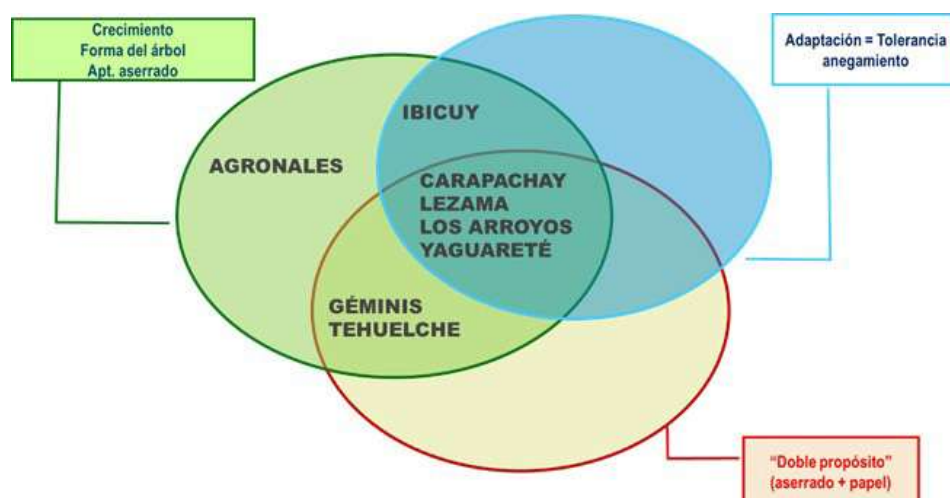 Crecimiento
Forma del árbol
Apt. aserrado
Adaptación = Tolerancia
anegamiento
IBICUY
AGRONALES
CARAPACHAY
LEZAMA
LOS ARROYOS
YAGUARETÉ
GÉMINIS
TEHUELCHE
“Doble propósito”
(aserrado + papel)